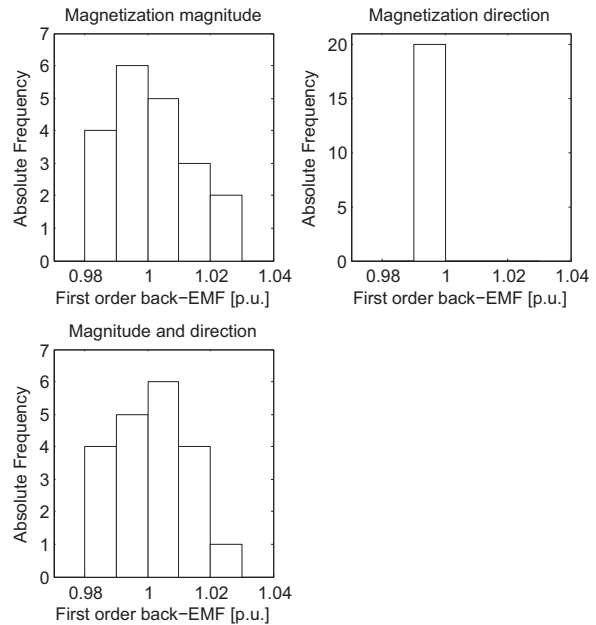 Magnetization magnitude
Absolute Frequency
7
6
5
4
3
2
1
0
0.98 1 1.02 1.04
First order back−EMF [p.u.]
Magnetization direction
Absolute Frequency
20
15
10
5
0
0.98 1 1.02 1.04
First order back−EMF [p.u.]
Magnitude and direction
Absolute Frequency
7
6
5
4
3
2
1
0
0.98 1 1.02 1.04
First order back−EMF [p.u.]